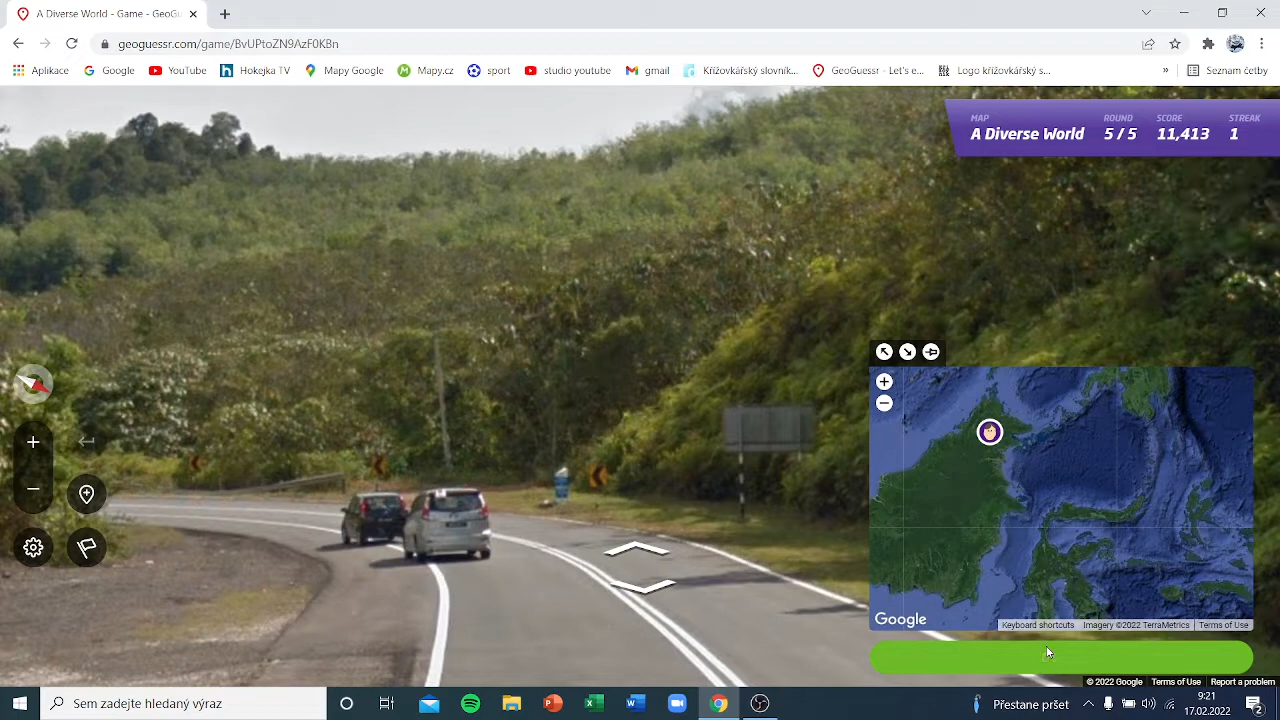 A Diverse World - GeoGu
geoguessr.com/game/BvUPtoZN9AzF0KBn
Aplikace Google YouTube Hokejka TV Mapy Google Mapy.cz sport studio youtube gmail Křížovkářský slovník... GeoGuessr - Let's e... Logo křížovkářský s... » Seznam četby
MAP ROUND SCORE STREAK
A Diverse World 5 / 5 11,413 1
Google
Keyboard shortcuts Imagery ©2022 TerraMetrics Terms of Use
© 2022 Google Terms of Use Report a problem
Sem zadejte hledaný výraz
Přestane pršet
9:21
17.02.2022
2